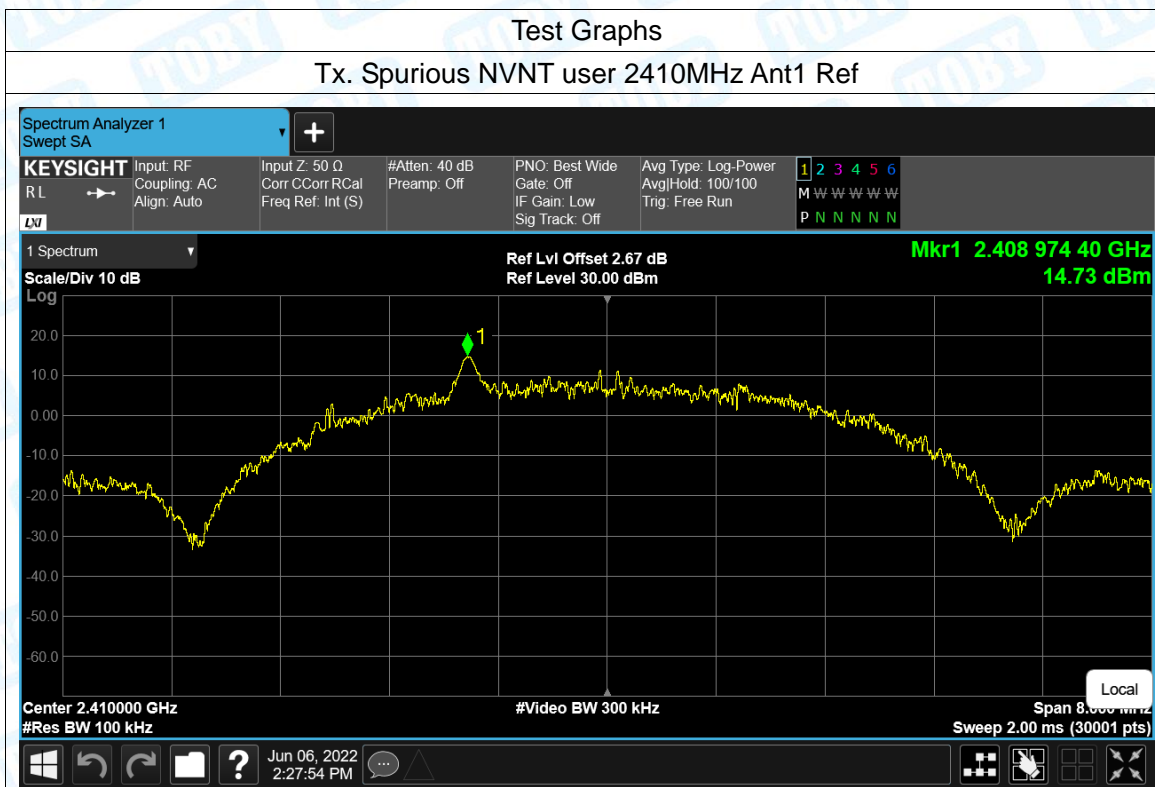 Test Graphs
Tx. Spurious NVNT user 2410MHz Ant1 Ref
Spectrum Analyzer 1
Swept SA
+
KEYSIGHT
R L
LXI
Input: RF
Coupling: AC
Align: Auto
Input Z: 50 Ω
Corr CCorr RCal
Freq Ref: Int (S)
#Atten: 40 dB
Preamp: Off
PNO: Best Wide
Gate: Off
IF Gain: Low
Sig Track: Off
Avg Type: Log-Power
Avg|Hold: 100/100
Trig: Free Run
1 2 3 4 5 6
M W W W W W W
P N N N N N
1 Spectrum
Scale/Div 10 dB
Log
Ref Lvl Offset 2.67 dB
Ref Level 30.00 dBm
Mkr1 2.408 974 40 GHz
14.73 dBm
1
20.0
10.0
0.00
-10.0
-20.0
-30.0
-40.0
-50.0
-60.0
Local
Center 2.410000 GHz
#Video BW 300 kHz
Span 8.000 MHz
#Res BW 100 kHz
Sweep 2.00 ms (30001 pts)
?
Jun 06, 2022
2:27:54 PM
TOBY